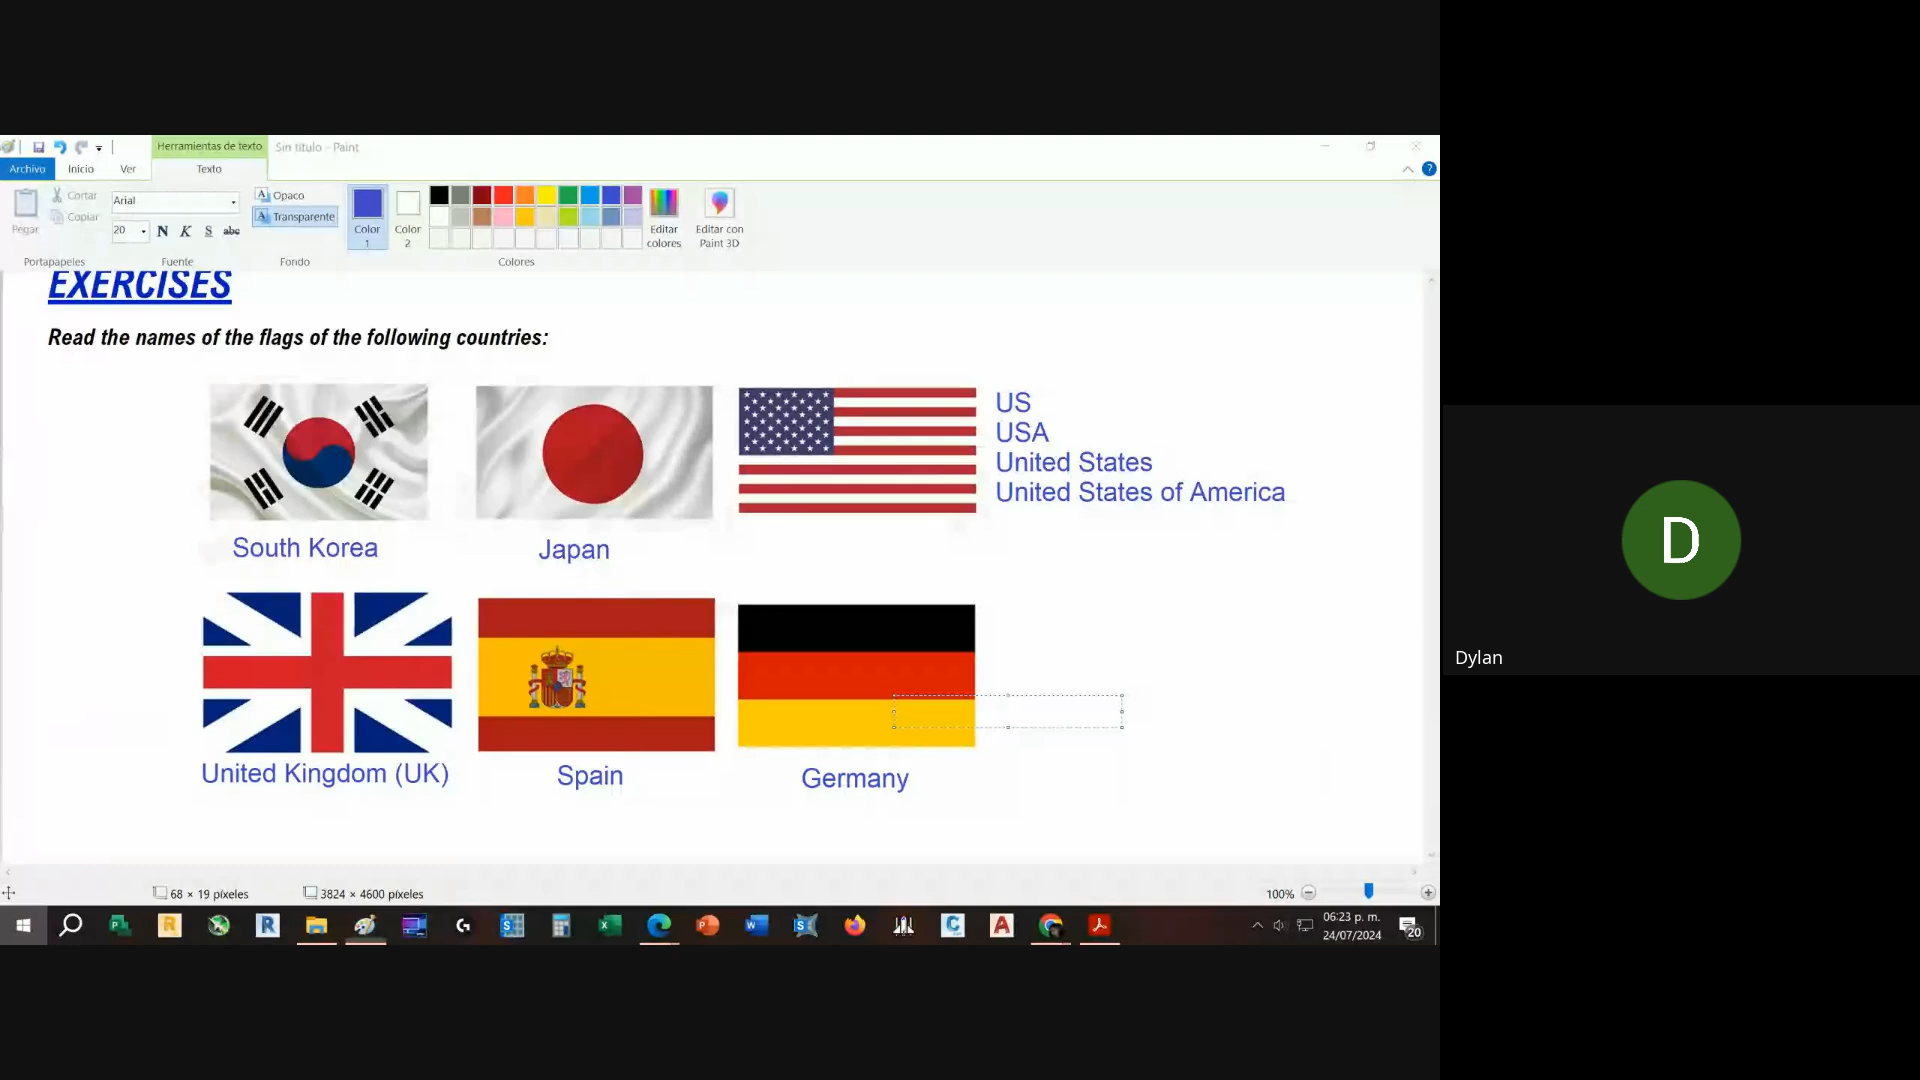 Herramientas de texto
Sin título - Paint
Archivo
Inicio
Ver
Texto
Pegar
Cortar
Copiar
Portapapeles
Arial
20
N K S abc
Fuente
Opaco
Transparente
Fondo
Color 1
Color 2
Editar colores
Editar con Paint 3D
Colores
EXERCISES
Read the names of the flags of the following countries:
US
USA
United States
United States of America
South Korea
Japan
United Kingdom (UK)
Spain
Germany
68 × 19 píxeles
3824 × 4600 píxeles
100%
06:23 p. m.
24/07/2024
20
D
Dylan